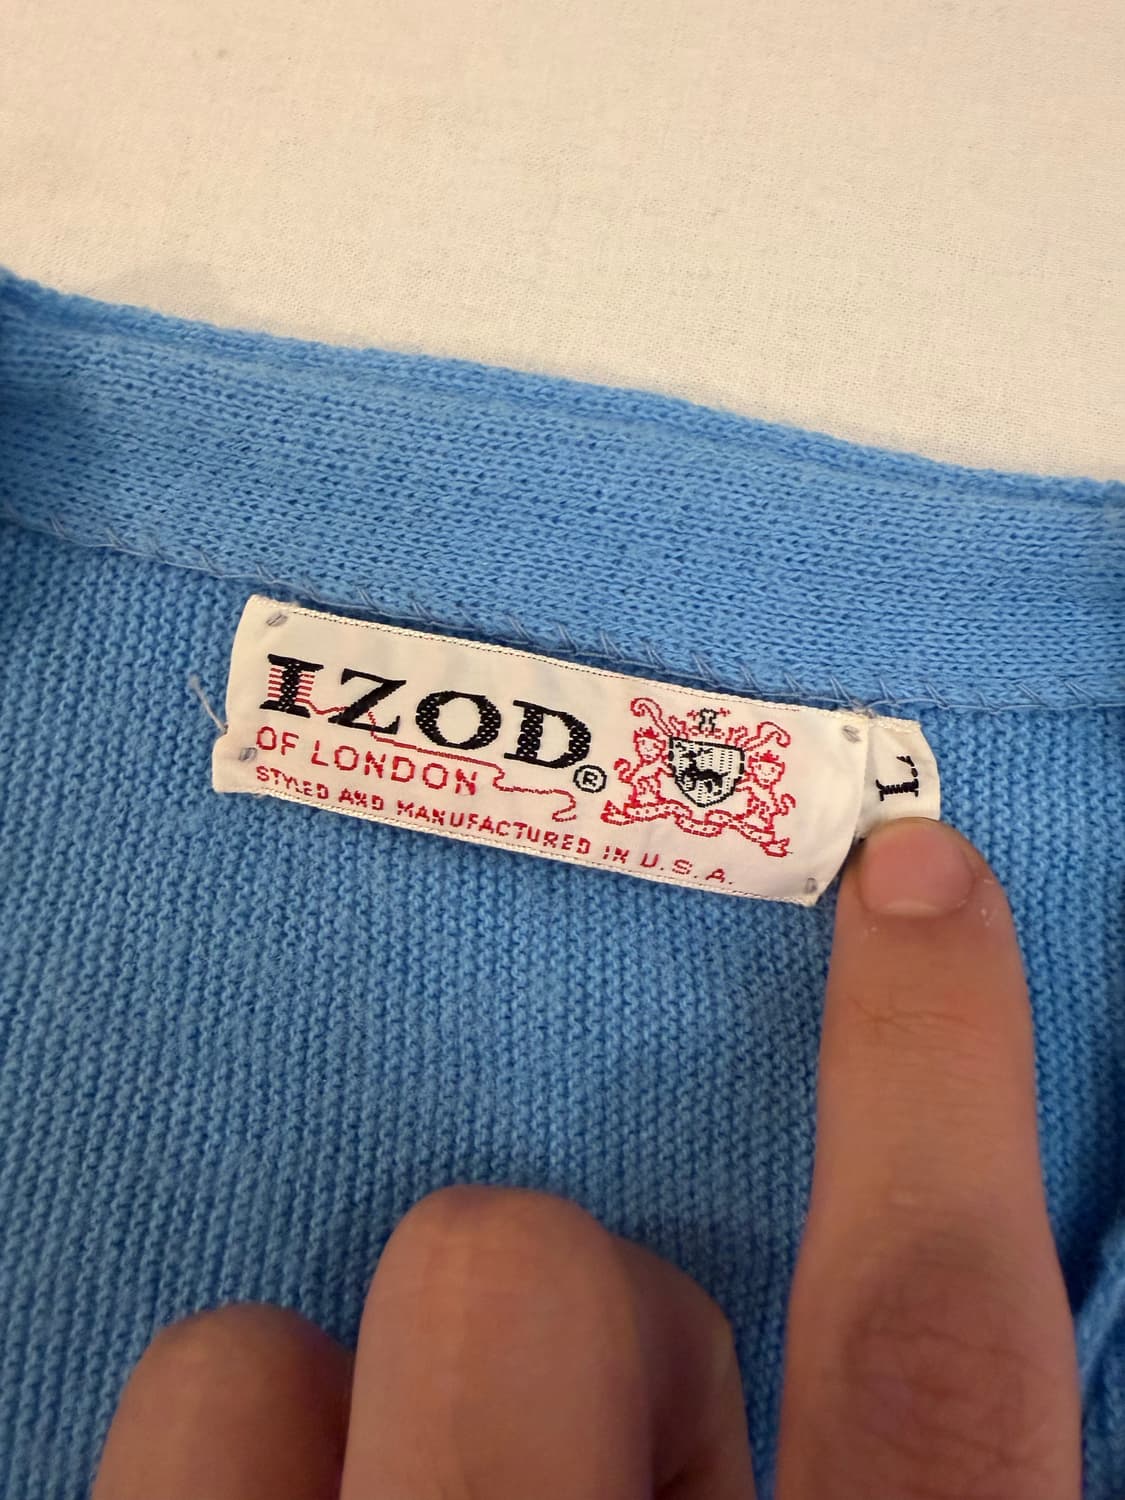 IZOD®
OF LONDON
STYLED AND MANUFACTURED IN U.S.A.
L.